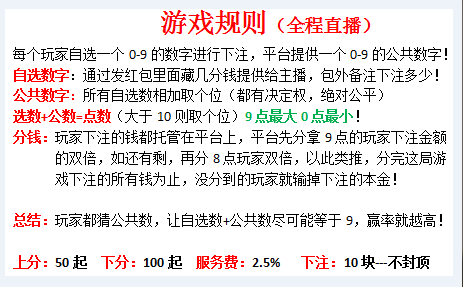 游戏规则（全程直播）
每个玩家自选一个 0-9 的数字进行下注，平台提供一个 0-9 的公共数字！
自选数字：通过发红包里面藏几分钱提供给主播，包外备注下注多少！
公共数字：所有自选数相加取个位（都有决定权，绝对公平）
选数+公数=点数（大于 10 则取个位）9 点最大 0 点最小！
分钱：玩家下注的钱都托管在平台上，平台先分拿 9 点的玩家下注金额
的双倍，如还有剩，再分 8 点玩家双倍，以此类推，分完这局游
戏下注的所有钱为止，没分到的玩家就输掉下注的本金！
总结：玩家都猜公共数，让自选数+公共数尽可能等于 9，赢率就越高！
上分：50 起 下分：100 起 服务费：2.5% 下注：10 块---不封顶